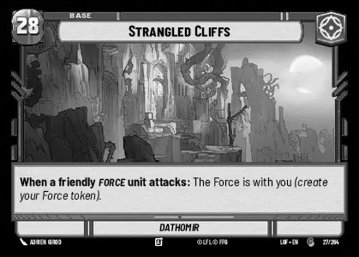 BASE
28
STRANGLED CLIFFS
When a friendly FORCE unit attacks: The Force is with you (create
your Force token).
DATHOMIR
ADRIEN GIROD
© LFL © FFG
LOF • EN
27/264